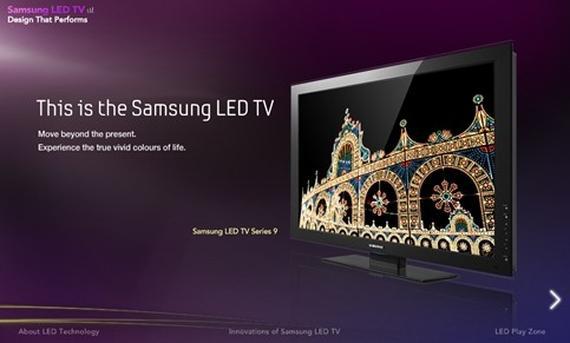 Samsung LED TV
Design That Performs
This is the Samsung LED TV
Move beyond the present.
Experience the true vivid colours of life.
Samsung LED TV Series 9
SAMSUNG
About LED Technology
Innovations of Samsung LED TV
LED Play Zone